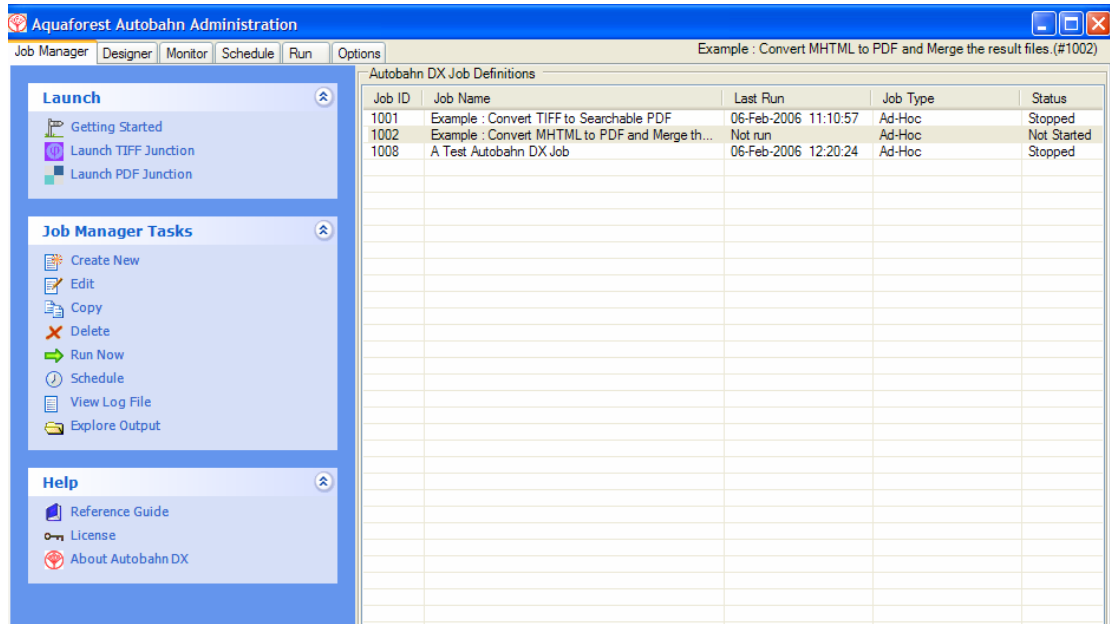 Aquaforest Autobahn Administration
Job Manager Designer Monitor Schedule Run Options
Example : Convert MHTML to PDF and Merge the result files.(#1002)
Launch
Getting Started
Launch TIFF Junction
Launch PDF Junction
Job Manager Tasks
Create New
Edit
Copy
Delete
Run Now
Schedule
View Log File
Explore Output
Help
Reference Guide
License
About Autobahn DX
Autobahn DX Job Definitions
Job ID Job Name Last Run Job Type Status
1001 Example : Convert TIFF to Searchable PDF 06-Feb-2006 11:10:57 Ad-Hoc Stopped
1002 Example : Convert MHTML to PDF and Merge th... Not run Ad-Hoc Not Started
1008 A Test Autobahn DX Job 06-Feb-2006 12:20:24 Ad-Hoc Stopped